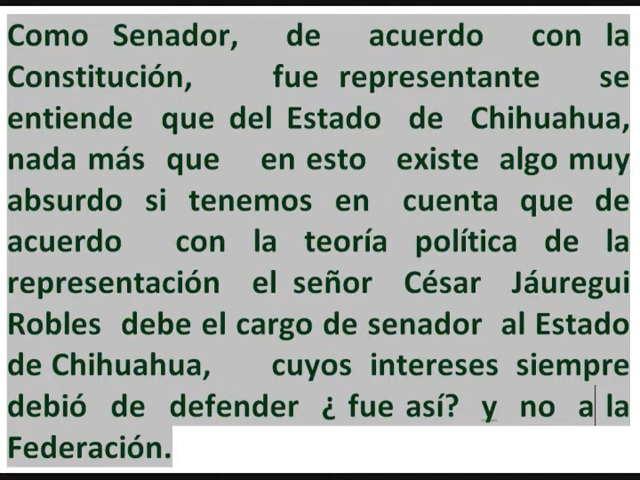 Como Senador, de acuerdo con la
Constitución, fue representante se
entiende que del Estado de Chihuahua,
nada más que en esto existe algo muy
absurdo si tenemos en cuenta que de
acuerdo con la teoría política de la
representación el señor César Jáuregui
Robles debe el cargo de senador al Estado
de Chihuahua, cuyos intereses siempre
debió de defender ¿ fue así? y no a la
Federación.